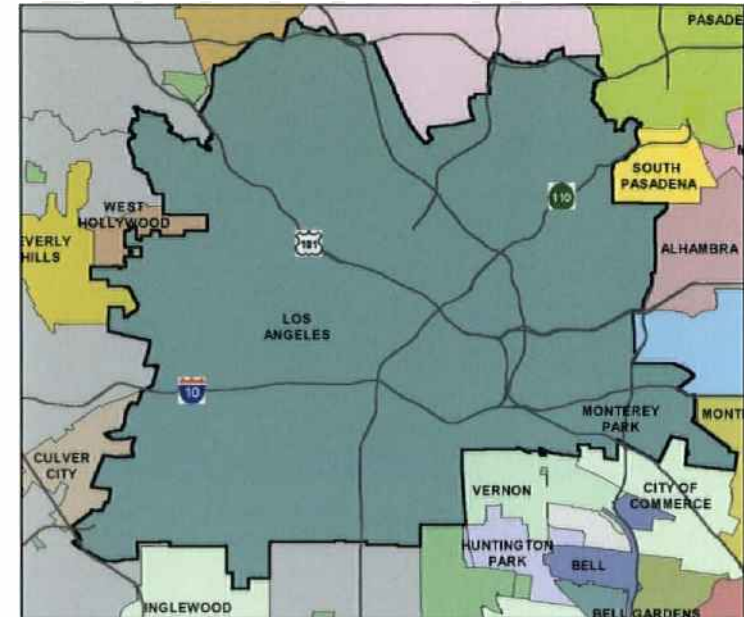 PASADE
SOUTH
PASADENA
110
WEST
HOLLYWOOD
EVERLY
HILLS
101
ALHAMBRA
LOS
ANGELES
10
MONTEREY
PARK
MONT
CULVER
CITY
VERNON
CITY OF
COMMERCE
HUNTINGTON
PARK
BELL
INGLEWOOD
BELL GARDENS